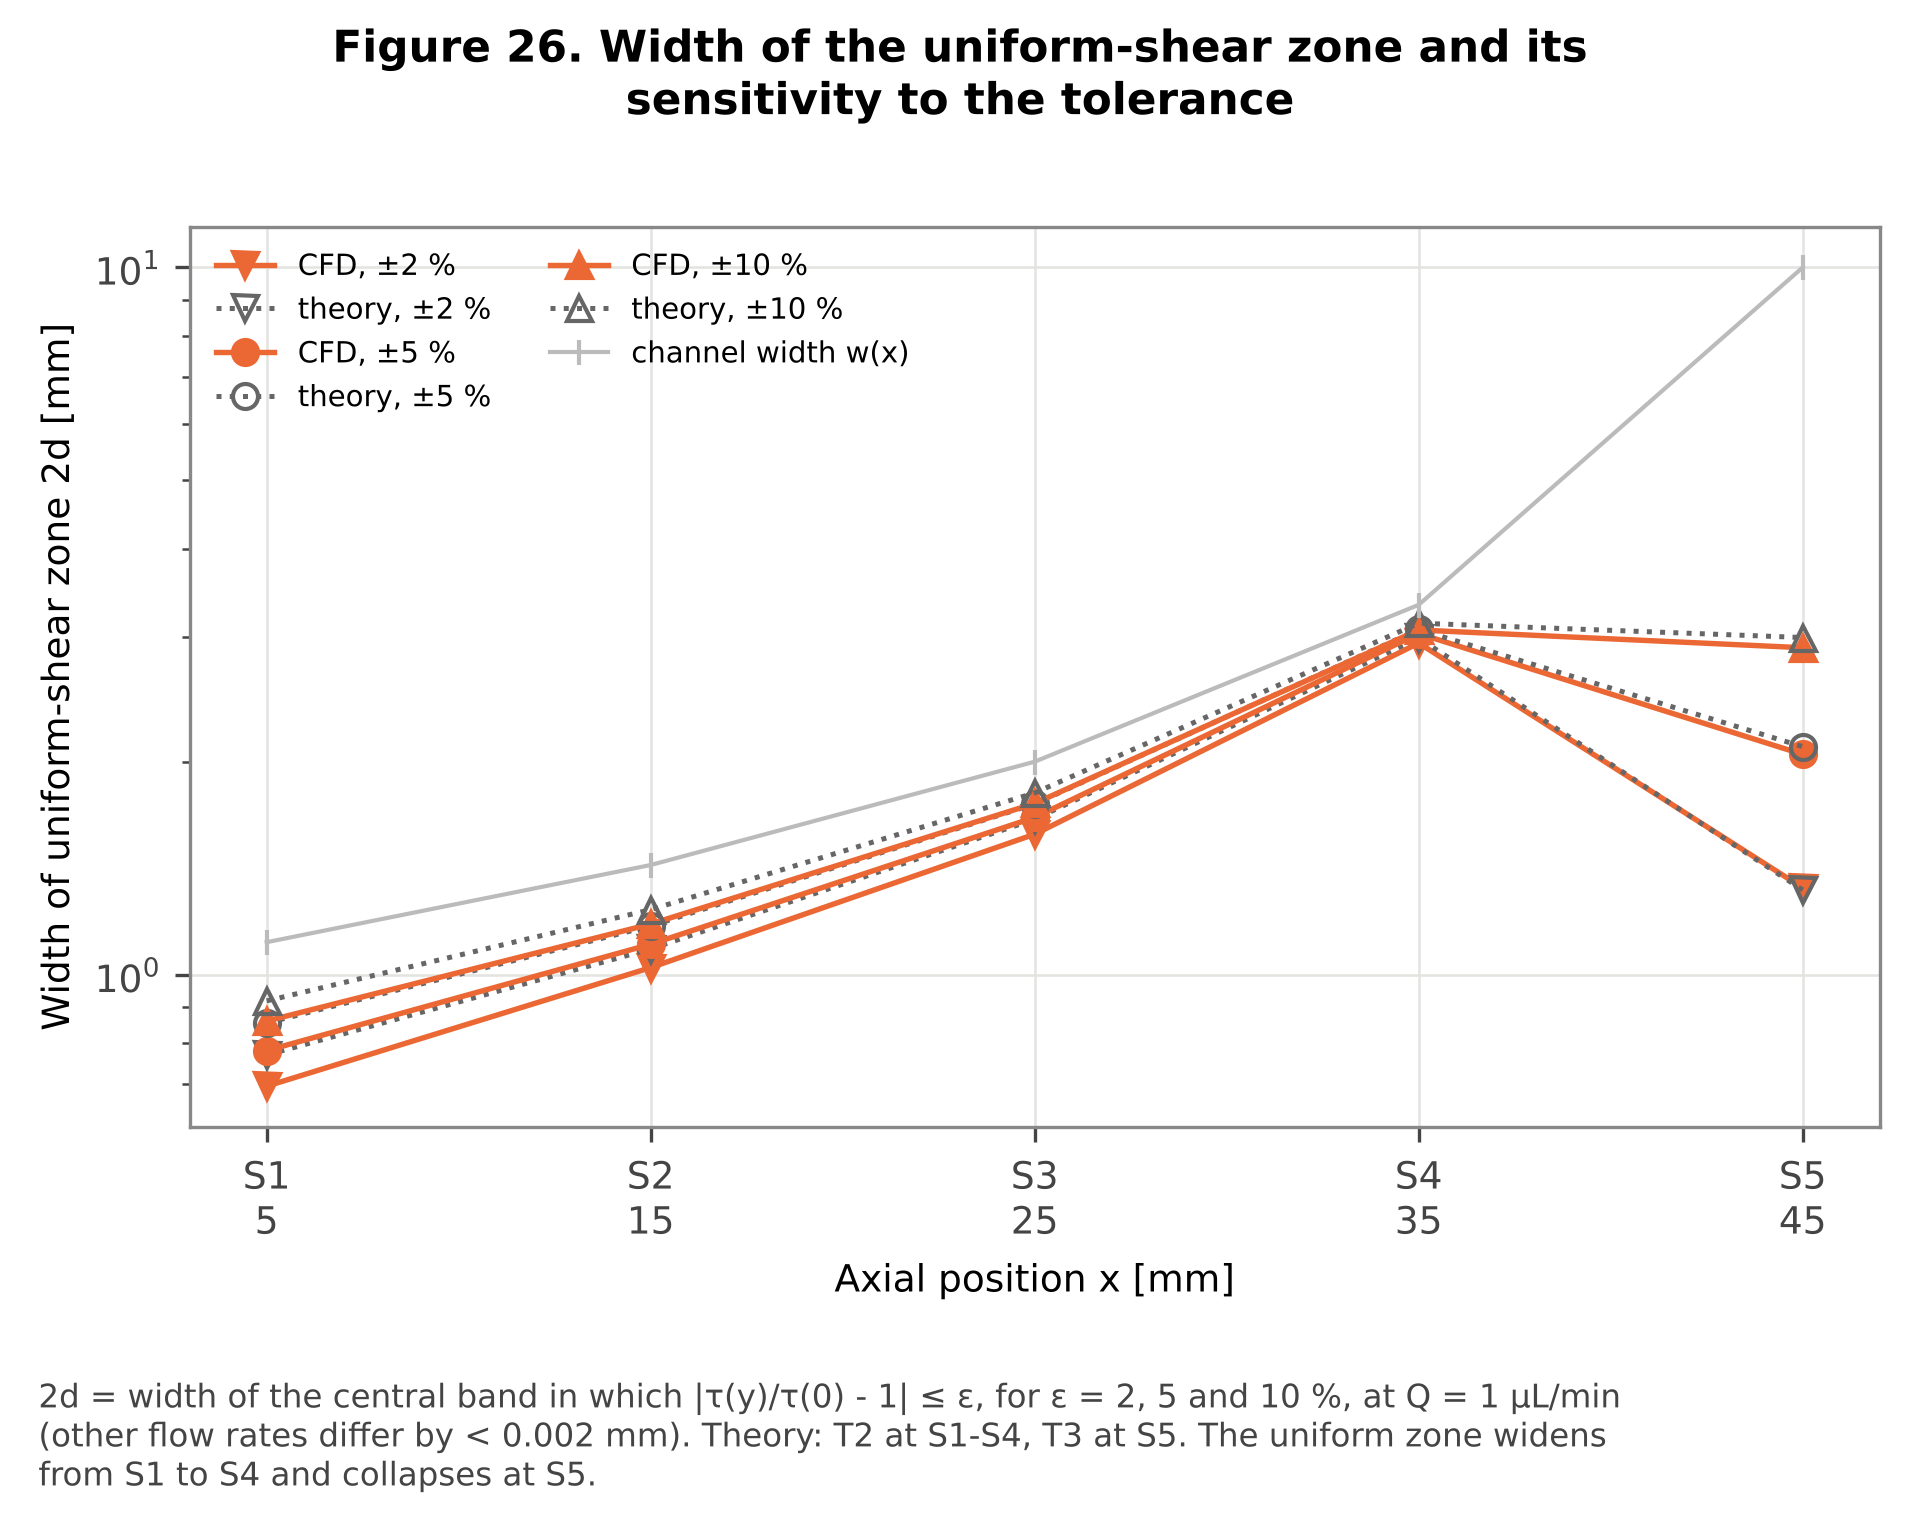 Figure 26. Width of the uniform-shear zone and its
sensitivity to the tolerance
CFD, ±2 %
theory, ±2 %
CFD, ±5 %
theory, ±5 %
CFD, ±10 %
theory, ±10 %
channel width w(x)
Width of uniform-shear zone 2d [mm]
10¹
10⁰
S1 S2 S3 S4 S5
5 15 25 35 45
Axial position x [mm]
2d = width of the central band in which |τ(y)/τ(0) - 1| ≤ ε, for ε = 2, 5 and 10 %, at Q = 1 µL/min
(other flow rates differ by < 0.002 mm). Theory: T2 at S1-S4, T3 at S5. The uniform zone widens
from S1 to S4 and collapses at S5.